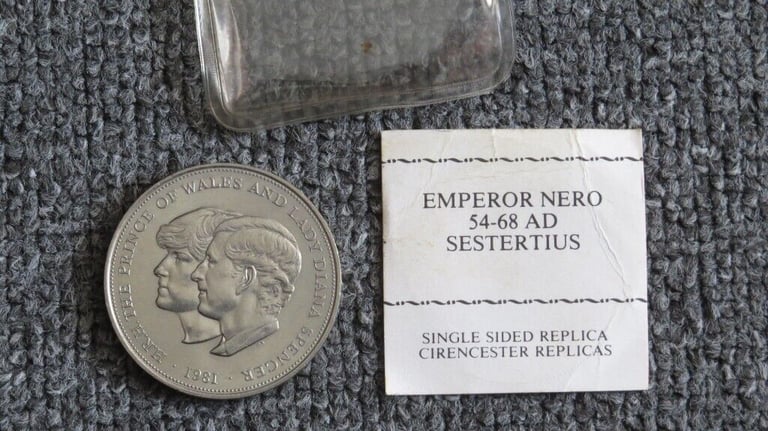 H.R.H. THE PRINCE OF WALES AND LADY DIANA SPENCER
· 1981 ·
EMPEROR NERO
54-68 AD
SESTERTIUS
SINGLE SIDED REPLICA
CIRENCESTER REPLICAS